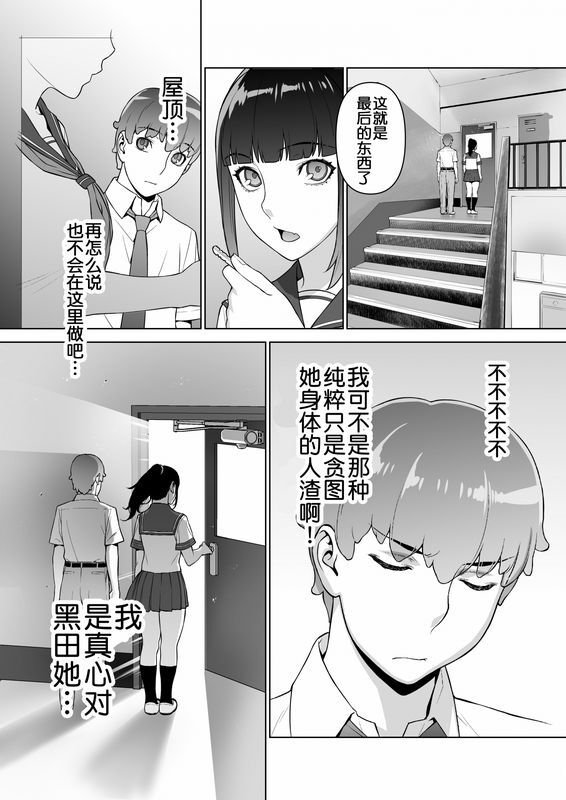 这就是
最后的东西了
屋顶…
再怎么说
也不会在这里做吧…
不不不不不
我可不是那种
纯粹只是贪图
她身体的人渣啊！
我
是真心对
黑田她…